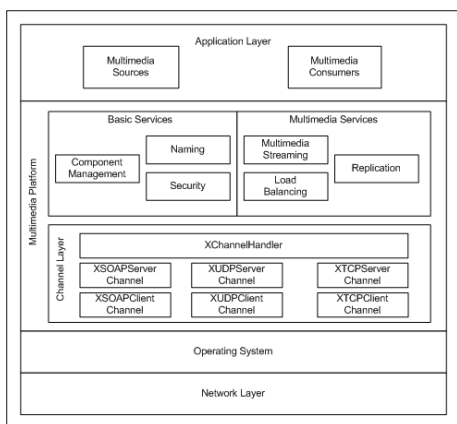 Application Layer
Multimedia
Sources
Multimedia
Consumers
Multimedia Platform
Basic Services
Component
Management
Naming
Security
Multimedia Services
Multimedia
Streaming
Load
Balancing
Replication
Channel Layer
XChannelHandler
XSOAPServer
Channel
XUDPServer
Channel
XTCPServer
Channel
XSOAPClient
Channel
XUDPClient
Channel
XTCPClient
Channel
Operating System
Network Layer